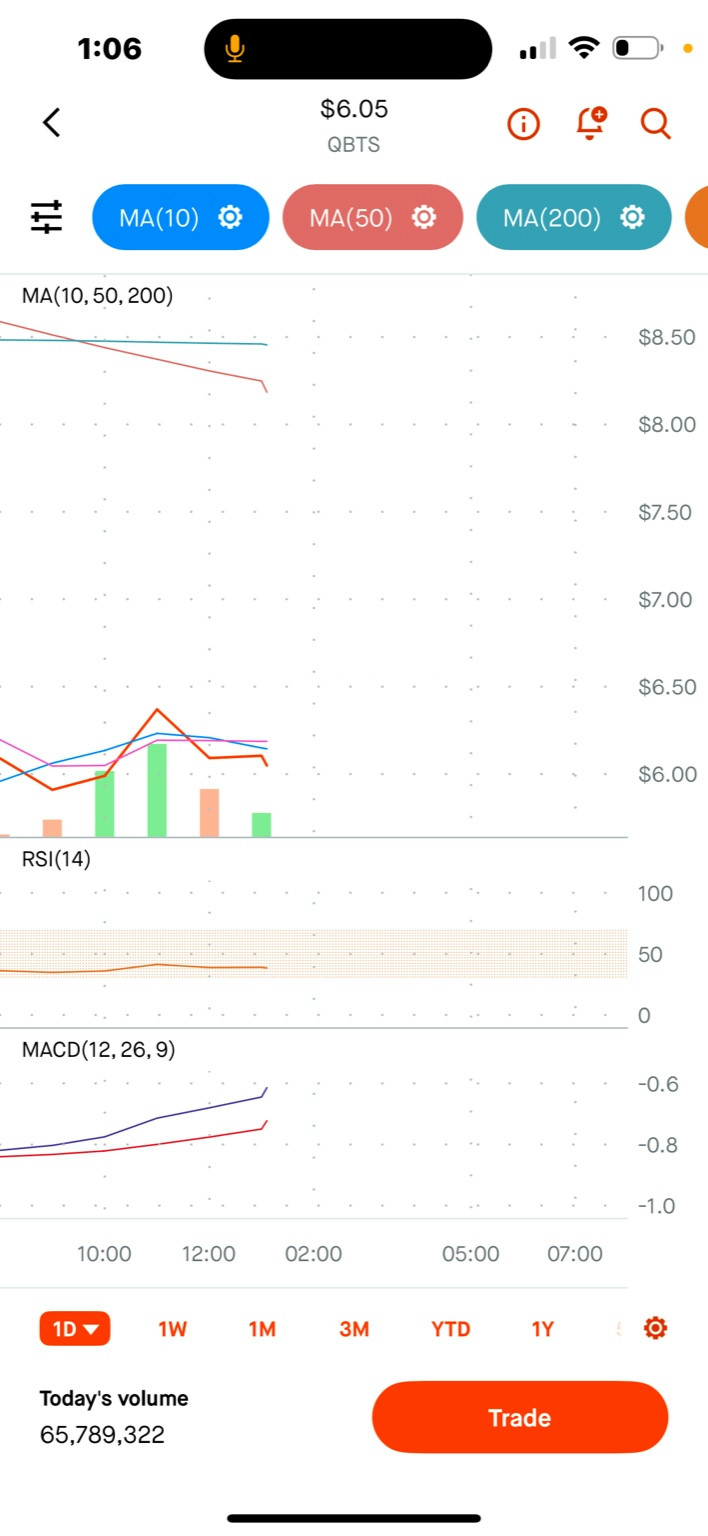 1:06
$6.05
QBTS
MA(10) MA(50) MA(200)
MA(10, 50, 200)
$8.50
$8.00
$7.50
$7.00
$6.50
$6.00
RSI(14)
100
50
0
MACD(12, 26, 9)
-0.6
-0.8
-1.0
10:00 12:00 02:00 05:00 07:00
1D 1W 1M 3M YTD 1Y
Today's volume
65,789,322
Trade